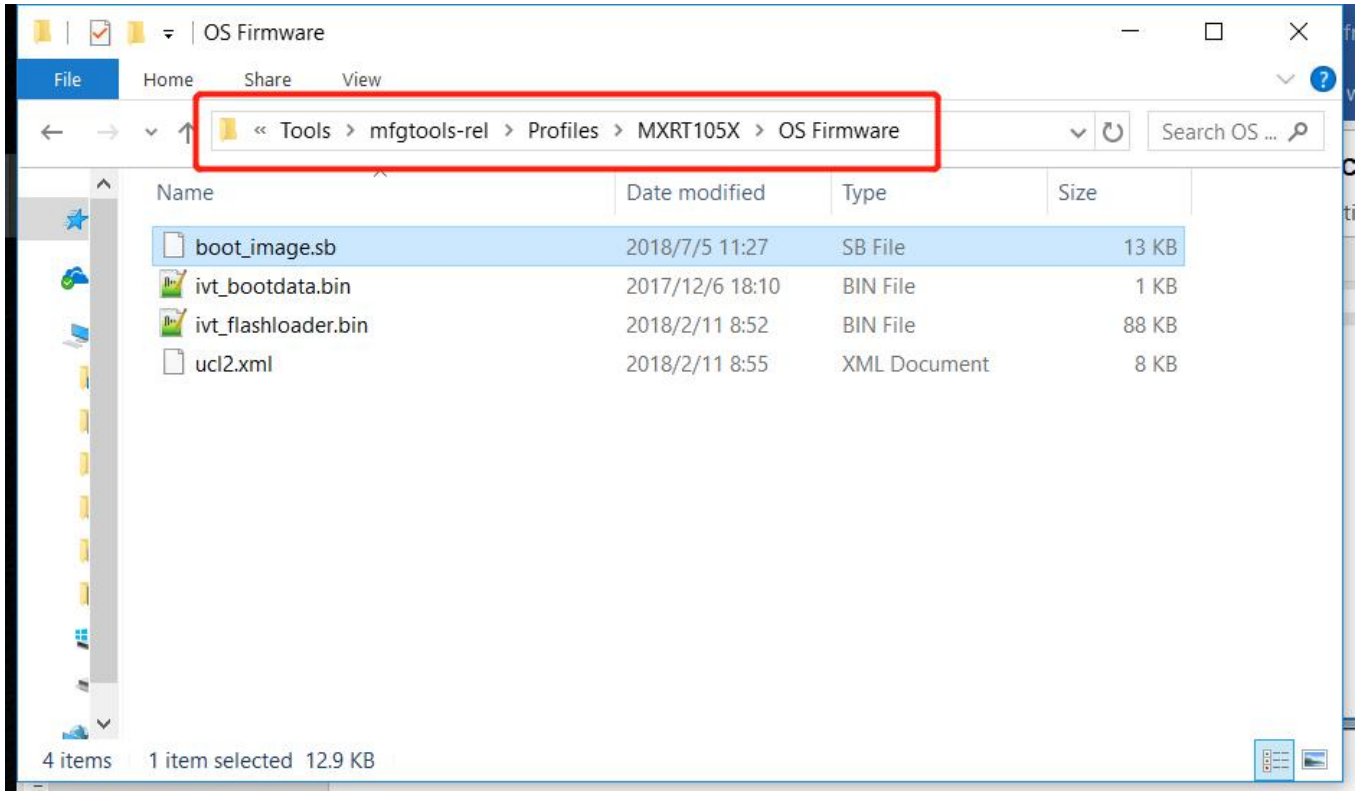 OS Firmware
File Home Share View
« Tools > mfgtools-rel > Profiles > MXRT105X > OS Firmware Search OS ...
Name Date modified Type Size
boot_image.sb 2018/7/5 11:27 SB File 13 KB
ivt_bootdata.bin 2017/12/6 18:10 BIN File 1 KB
ivt_flashloader.bin 2018/2/11 8:52 BIN File 88 KB
ucl2.xml 2018/2/11 8:55 XML Document 8 KB
4 items 1 item selected 12.9 KB